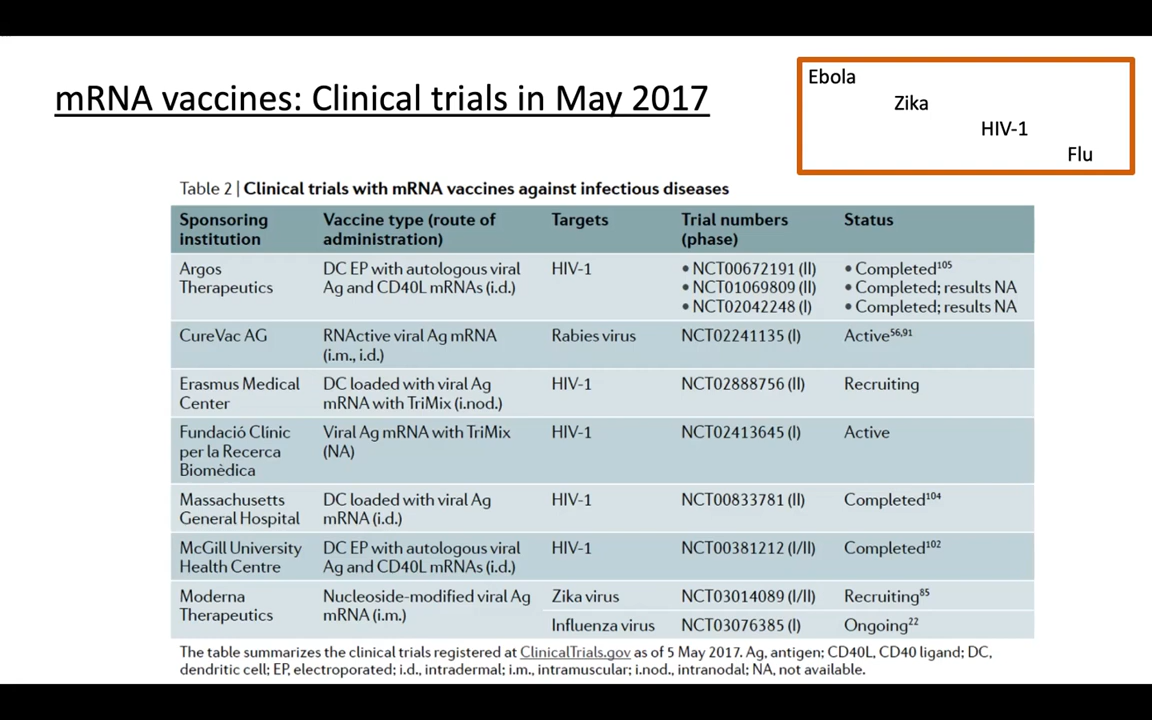 mRNA vaccines: Clinical trials in May 2017
Ebola
Zika
HIV-1
Flu
Table 2 | Clinical trials with mRNA vaccines against infectious diseases
Sponsoring institution
Vaccine type (route of administration)
Targets
Trial numbers (phase)
Status
Argos Therapeutics
DC EP with autologous viral Ag and CD40L mRNAs (i.d.)
HIV-1
• NCT00672191 (II)
• NCT01069809 (II)
• NCT02042248 (I)
• Completed¹⁰⁵
• Completed; results NA
• Completed; results NA
CureVac AG
RNActive viral Ag mRNA (i.m., i.d.)
Rabies virus
NCT02241135 (I)
Active⁵⁶,⁹¹
Erasmus Medical Center
DC loaded with viral Ag mRNA with TriMix (i.nod.)
HIV-1
NCT02888756 (II)
Recruiting
Fundació Clínic per la Recerca Biomèdica
Viral Ag mRNA with TriMix (NA)
HIV-1
NCT02413645 (I)
Active
Massachusetts General Hospital
DC loaded with viral Ag mRNA (i.d.)
HIV-1
NCT00833781 (II)
Completed¹⁰⁴
McGill University Health Centre
DC EP with autologous viral Ag and CD40L mRNAs (i.d.)
HIV-1
NCT00381212 (I/II)
Completed¹⁰²
Moderna Therapeutics
Nucleoside-modified viral Ag mRNA (i.m.)
Zika virus
NCT03014089 (I/II)
Recruiting⁸⁵
Influenza virus
NCT03076385 (I)
Ongoing²²
The table summarizes the clinical trials registered at ClinicalTrials.gov as of 5 May 2017. Ag, antigen; CD40L, CD40 ligand; DC,
dendritic cell; EP, electroporated; i.d., intradermal; i.m., intramuscular; i.nod., intranodal; NA, not available.